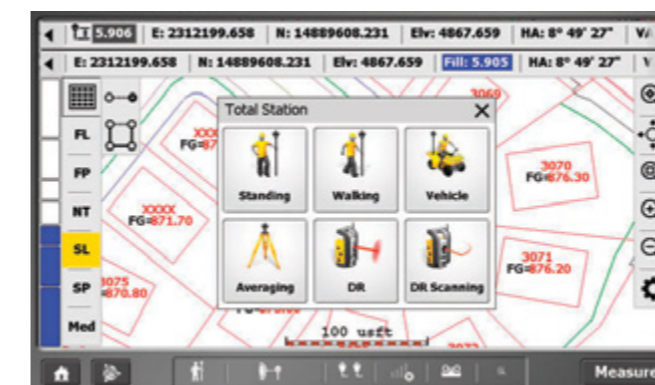 5.906 E: 2312199.658 N: 14889608.231 Elv: 4867.659 HA: 8° 49' 27"
E: 2312199.658 N: 14889608.231 Elv: 4867.659 Fill: 5.905 HA: 8° 49' 27"
Total Station
3069
FL
FP
NT
SL
SP
Med
Standing
Walking
Vehicle
Averaging
DR
DR Scanning
XXXX
FG=871.70
3070
FG=876.30
3071
FG=876.20
3075
=870.80
100 usft
Measure